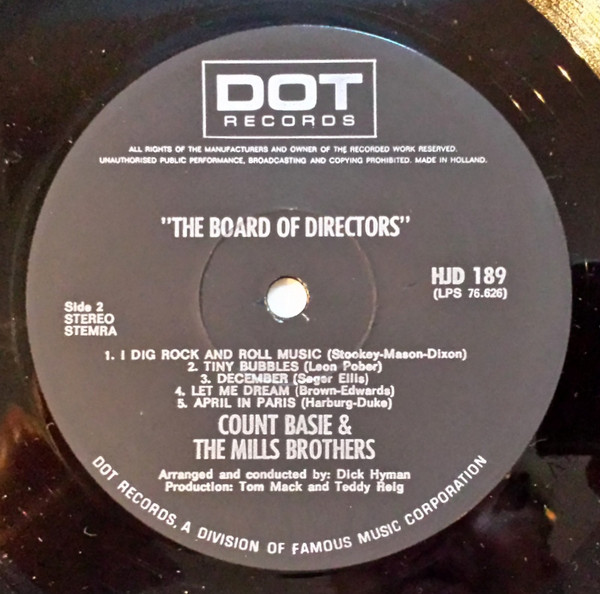 DOT
RECORDS
ALL RIGHTS OF THE MANUFACTURERS AND OWNER OF THE RECORDED WORK RESERVED.
UNAUTHORISED PUBLIC PERFORMANCE, BROADCASTING AND COPYING PROHIBITED. MADE IN HOLLAND.
"THE BOARD OF DIRECTORS"
HJD 189
(LPS 76.626)
Side 2
STEREO
STEMRA
1. I DIG ROCK AND ROLL MUSIC (Stookey-Mason-Dixon)
2. TINY BUBBLES (Leon Pober)
3. DECEMBER (Seger Ellis)
4. LET ME DREAM (Brown-Edwards)
5. APRIL IN PARIS (Harburg-Duke)
COUNT BASIE &
THE MILLS BROTHERS
Arranged and conducted by: Dick Hyman
Production: Tom Mack and Teddy Reig
DOT RECORDS, A DIVISION OF FAMOUS MUSIC CORPORATION